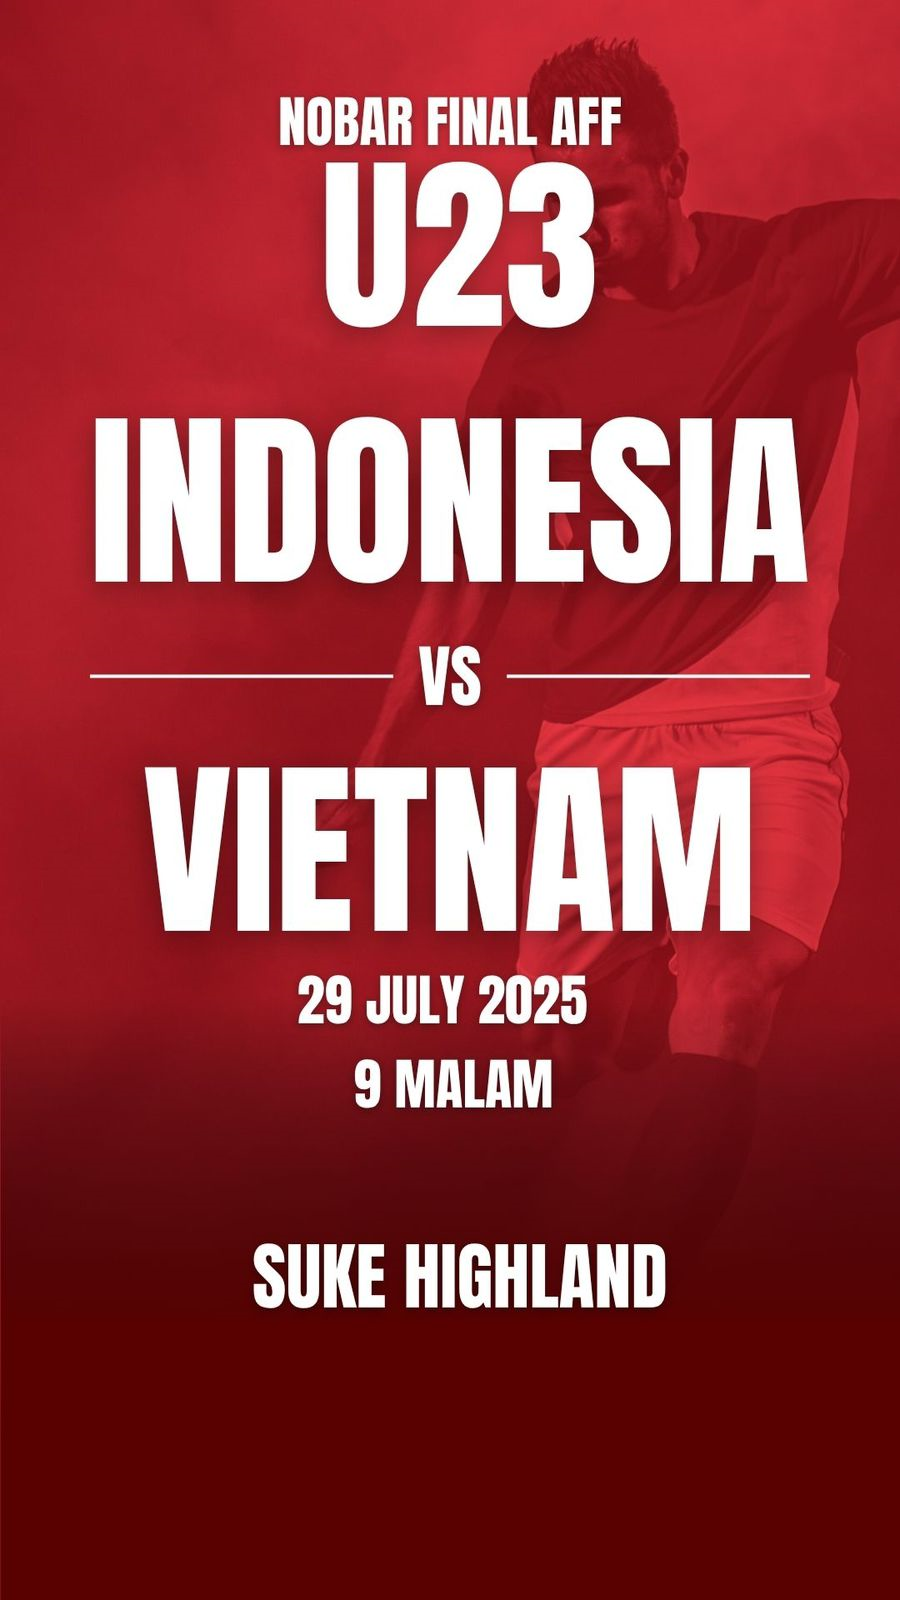 NOBAR FINAL AFF
U23
INDONESIA
VS
VIETNAM
29 JULY 2025
9 MALAM
SUKE HIGHLAND